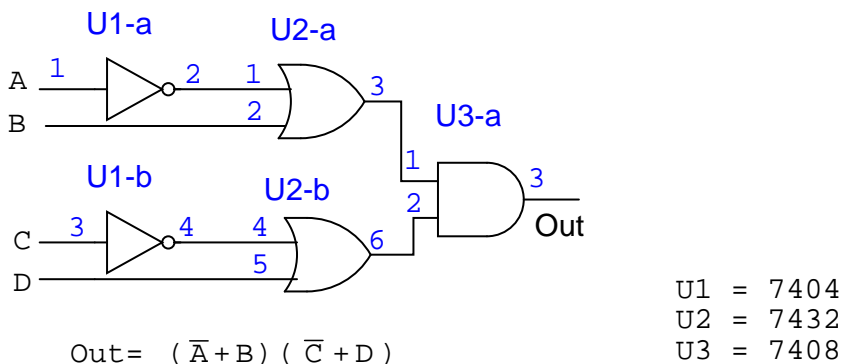 U1-a
U2-a
A 1 2 1 3
B 2
U3-a
1
3
U1-b U2-b
2
Out
C 3 4 4 6
D 5
U1 = 7404
U2 = 7432
U3 = 7408
Out= (A̅+B)(C̅+D)